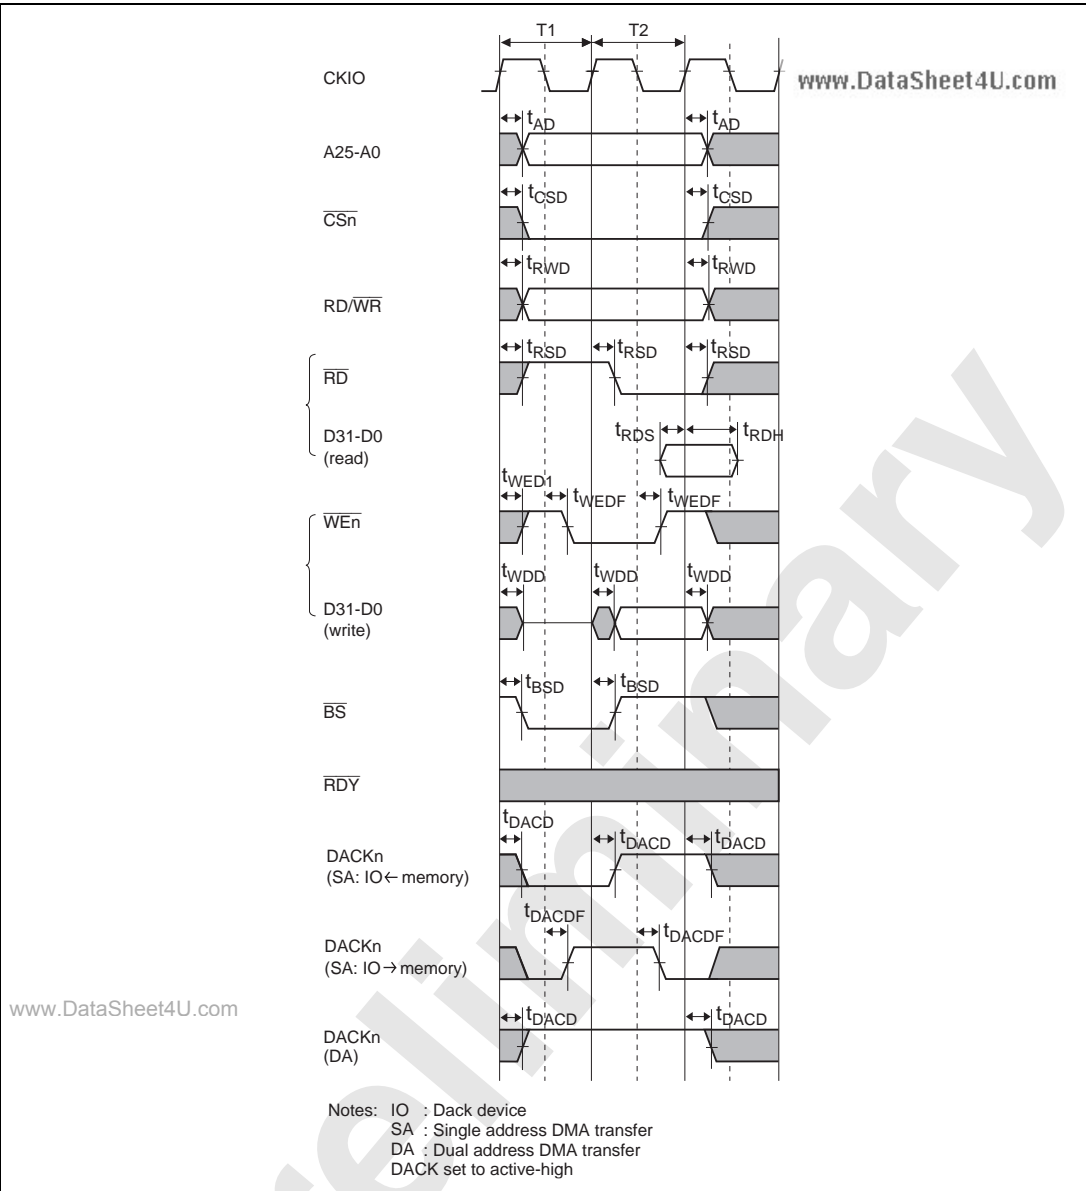 T1 T2
CKIO
www.DataSheet4U.com
tAD tAD
A25-A0
tCSD tCSD
CSn
tRWD tRWD
RD/WR
tRSD tRSD tRSD
RD
tRDS tRDH
D31-D0
(read)
tWED1 tWEDF tWEDF
WEn
tWDD tWDD tWDD
D31-D0
(write)
tBSD tBSD
BS
RDY
tDACD tDACD tDACD
DACKn
(SA: IO←memory)
tDACDF tDACDF
DACKn
(SA: IO→memory)
www.DataSheet4U.com
tDACD tDACD
DACKn
(DA)
Notes: IO : Dack device
SA : Single address DMA transfer
DA : Dual address DMA transfer
DACK set to active-high
reliminary